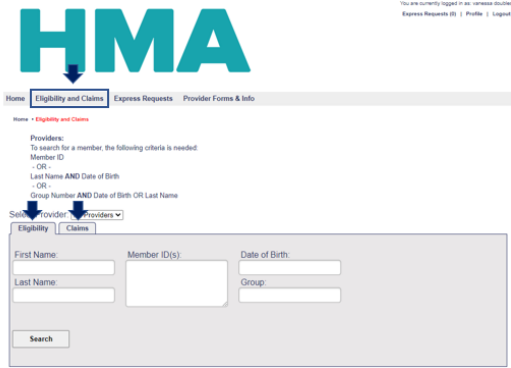 You are currently logged in as: vanessa doubled
Express Requests (0) | Profile | Logout
HMA
Home Eligibility and Claims Express Requests Provider Forms & Info
Home • Eligibility and Claims
Providers:
To search for a member, the following criteria is needed:
Member ID
- OR -
Last Name AND Date of Birth
- OR -
Group Number AND Date of Birth OR Last Name
Provider: Providers
Eligibility Claims
First Name: Member ID(s): Date of Birth:
Last Name: Group:
Search